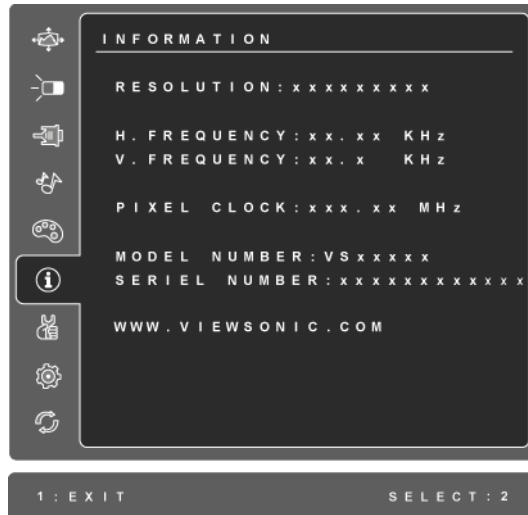 INFORMATION
RESOLUTION:xxxxxxxxx
H. FREQUENCY:xx.xx KHz
V. FREQUENCY:xx.x KHz
PIXEL CLOCK:xxx.xx MHz
MODEL NUMBER:VSxxxxx
SERIEL NUMBER:xxxxxxxxxxxx
WWW.VIEWSONIC.COM
1:EXIT SELECT:2